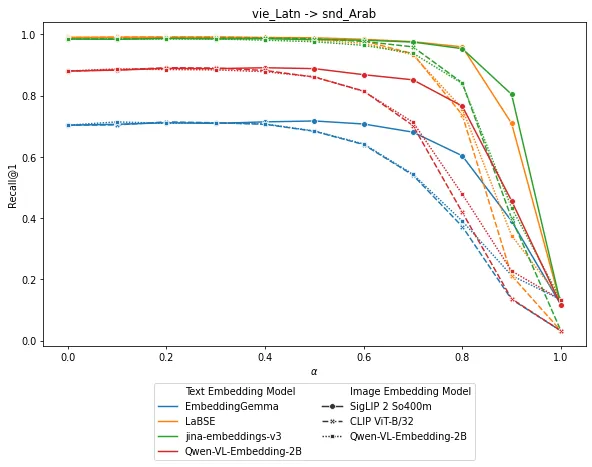 vie_Latn -> snd_Arab
Recall@1
1.0
0.8
0.6
0.4
0.2
0.0
0.0 0.2 0.4 0.6 0.8 1.0
α
Text Embedding Model Image Embedding Model
EmbeddingGemma SigLIP 2 So400m
LaBSE CLIP ViT-B/32
jina-embeddings-v3 Qwen-VL-Embedding-2B
Qwen-VL-Embedding-2B